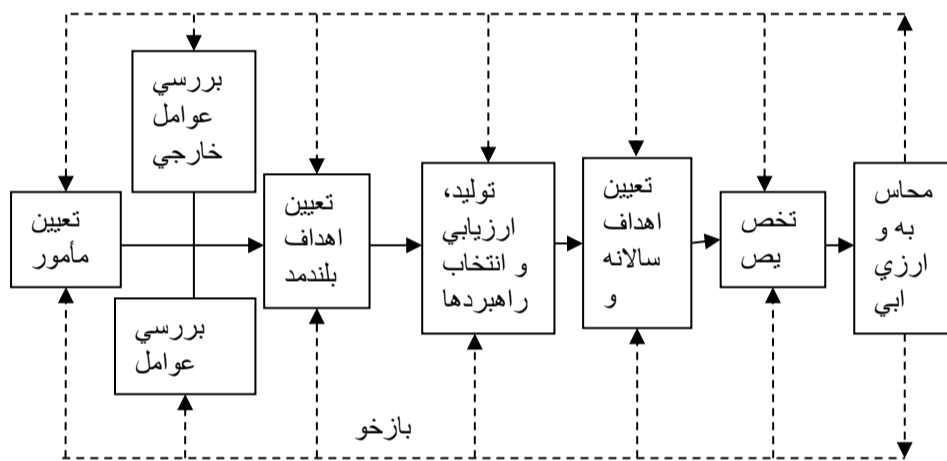 بررسي
عوامل
خارجي
تعيين
مأمور
بررسي
عوامل
تعيين
اهداف
بلندمد
توليد،
ارزيابي
و انتخاب
راهبردها
تعيين
اهداف
سالانه
و
تخص
يص
محاس
به و
ارزي
ابي
بازخو